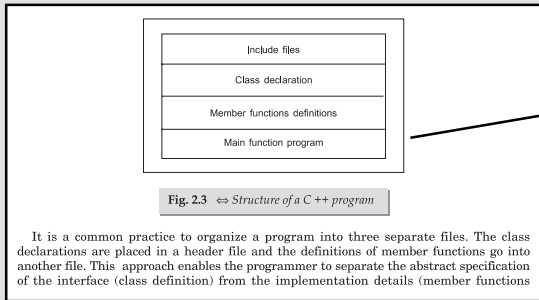 Include files
Class declaration
Member functions definitions
Main function program
Fig. 2.3 ⇔ Structure of a C ++ program
It is a common practice to organize a program into three separate files. The class
declarations are placed in a header file and the definitions of member functions go into
another file. This approach enables the programmer to separate the abstract specification
of the interface (class definition) from the implementation details (member functions